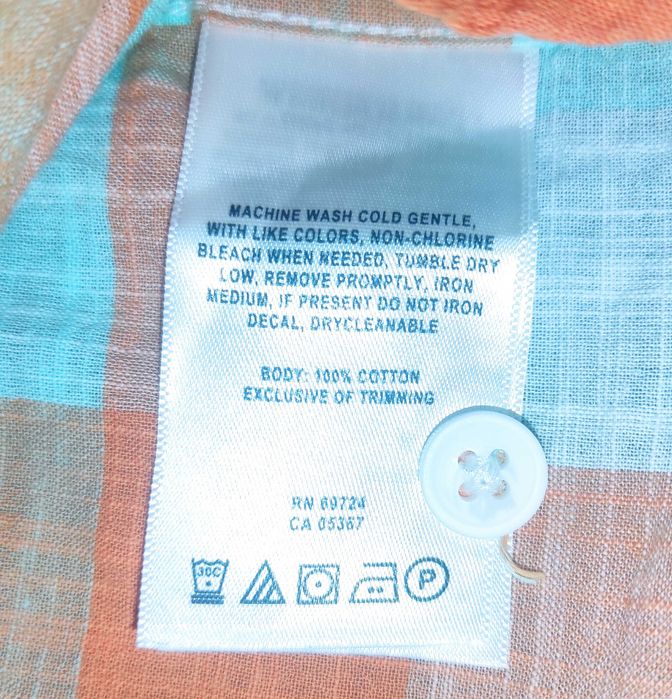 MACHINE WASH COLD GENTLE,
WITH LIKE COLORS, NON-CHLORINE
BLEACH WHEN NEEDED, TUMBLE DRY
LOW, REMOVE PROMPTLY, IRON
MEDIUM, IF PRESENT DO NOT IRON
DECAL, DRYCLEANABLE
BODY: 100% COTTON
EXCLUSIVE OF TRIMMING
RN 69724
CA 05367
30C P